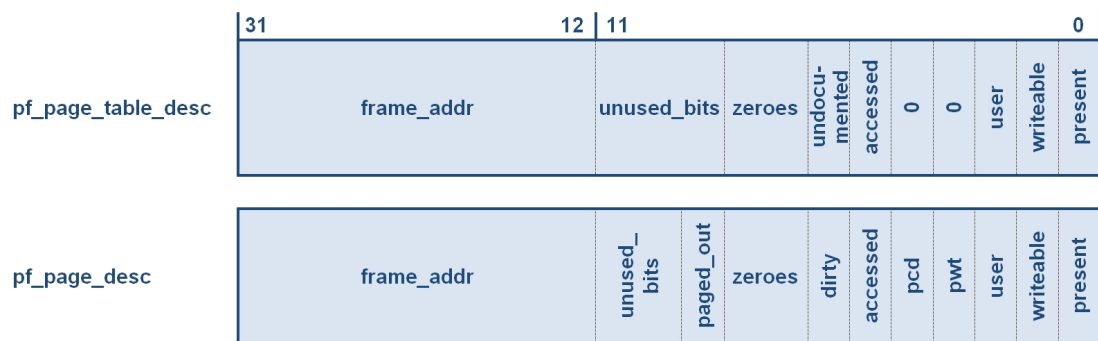 31 12 11 0
pf_page_table_desc frame_addr unused_bits zeroes undocu-
mented accessed 0 0 user writeable present
pf_page_desc frame_addr unused_
bits paged_out zeroes dirty accessed pcd pwt user writeable present